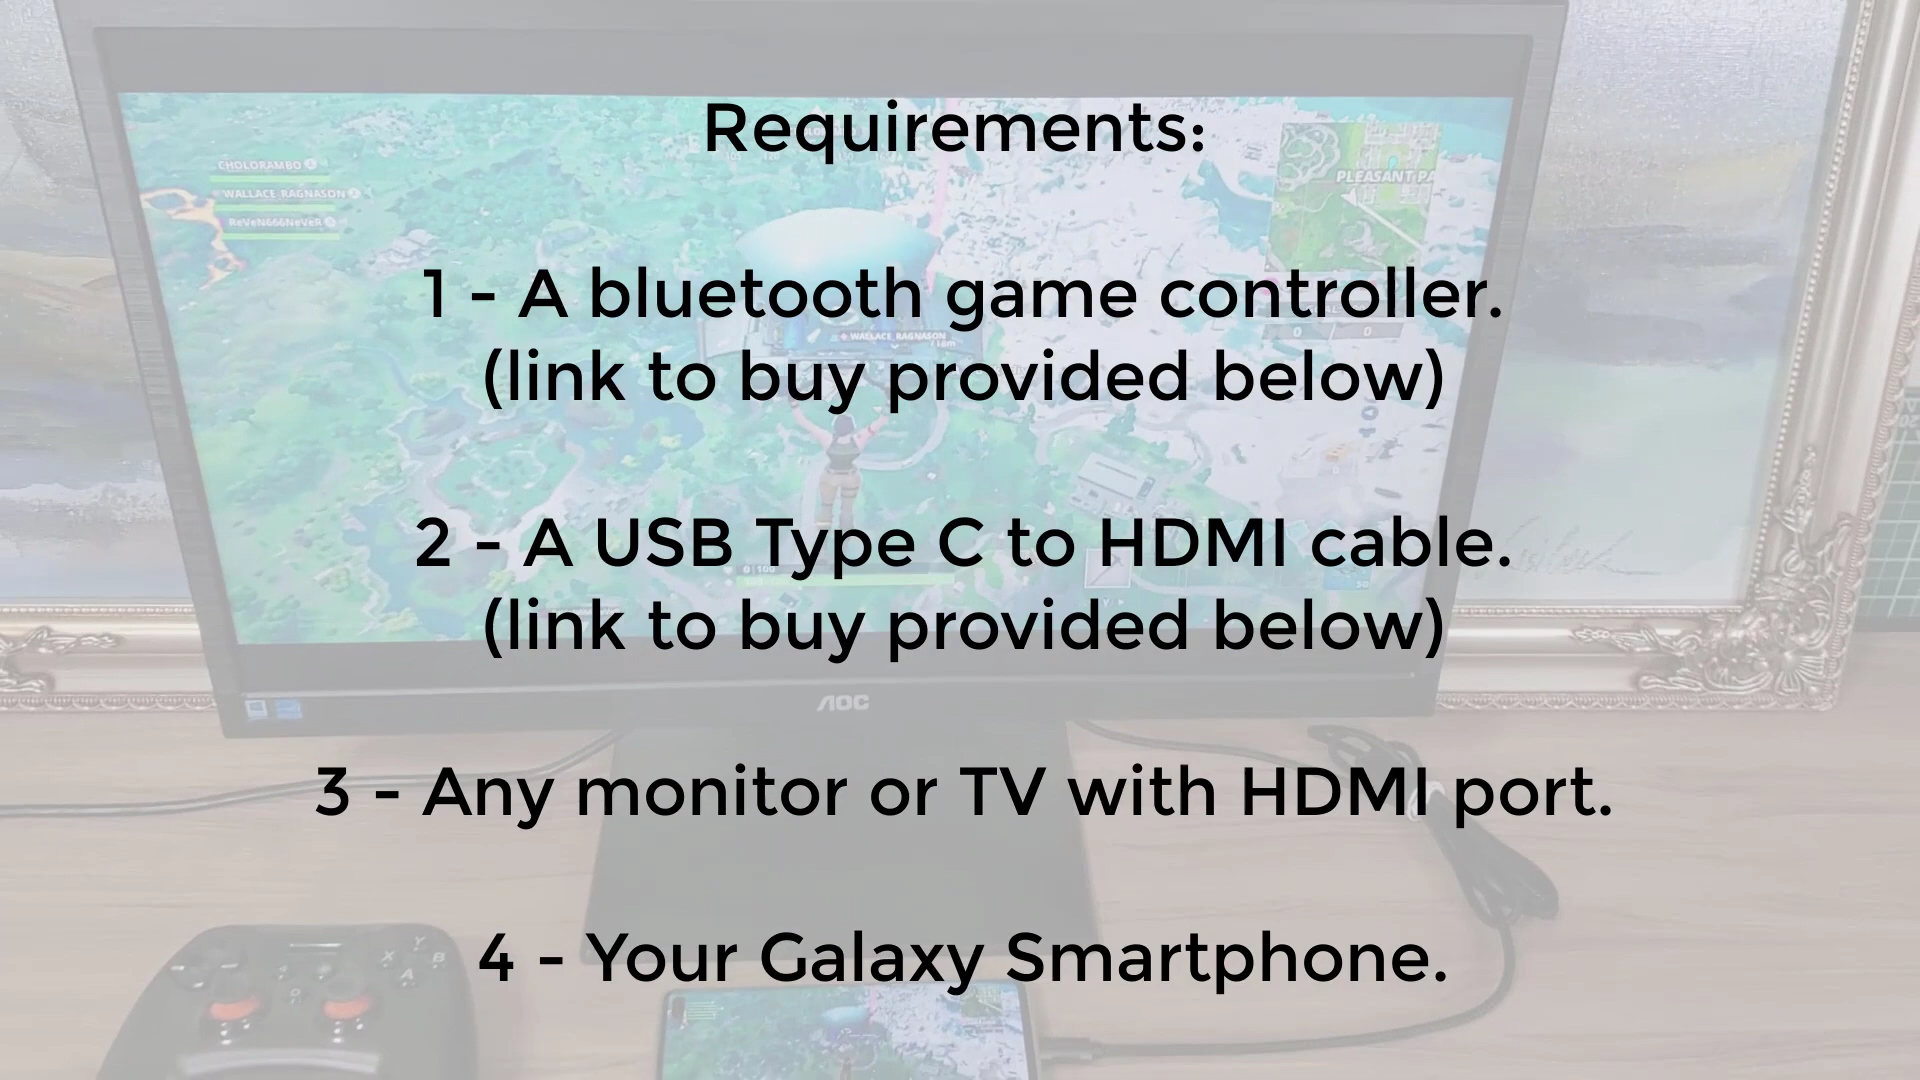 Requirements:
1 - A bluetooth game controller.
(link to buy provided below)
2 - A USB Type C to HDMI cable.
(link to buy provided below)
3 - Any monitor or TV with HDMI port.
4 - Your Galaxy Smartphone.
CHOLORAMBO
WALLACE_RAGNASON
ReVeN666NeVeR
PLEASANT PA
WALLACE_RAGNASON
AOC
X
Y
B
A